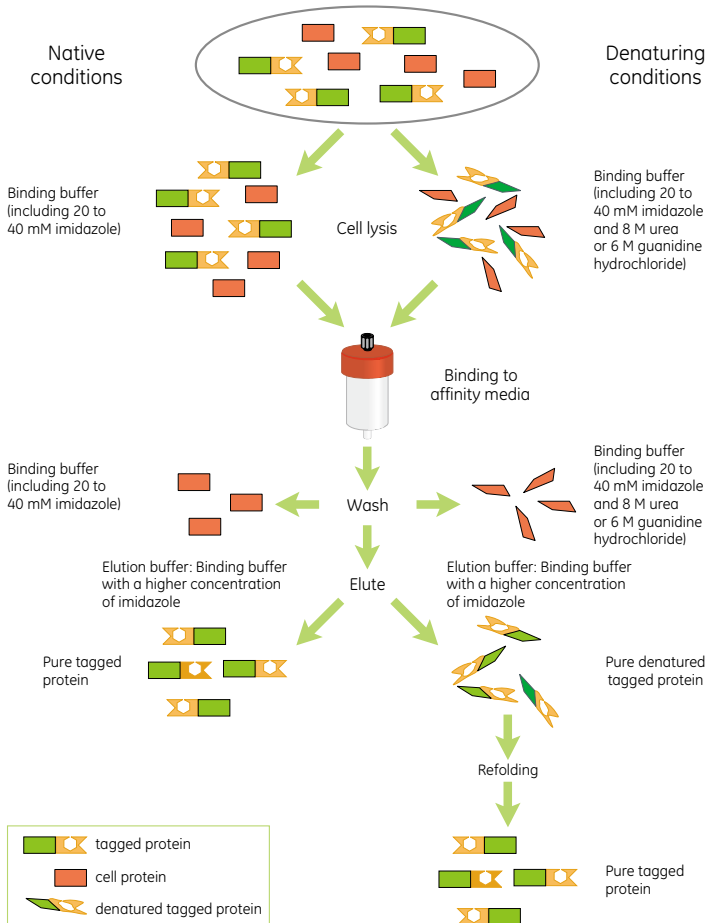 Native
conditions
Denaturing
conditions
Binding buffer
(including 20 to
40 mM imidazole)
Cell lysis
Binding buffer
(including 20 to
40 mM imidazole
and 8 M urea
or 6 M guanidine
hydrochloride)
Binding to
affinity media
Binding buffer
(including 20 to
40 mM imidazole)
Wash
Binding buffer
(including 20 to
40 mM imidazole
and 8 M urea
or 6 M guanidine
hydrochloride)
Elution buffer: Binding buffer
with a higher concentration
of imidazole
Elute
Elution buffer: Binding buffer
with a higher concentration
of imidazole
Pure tagged
protein
Pure denatured
tagged protein
Refolding
Pure tagged
protein
tagged protein
cell protein
denatured tagged protein